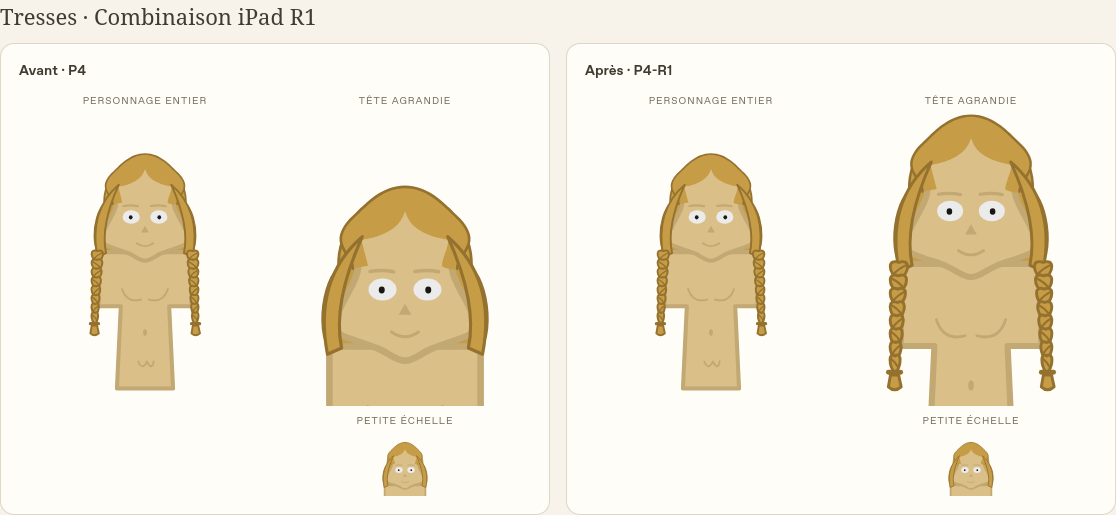 Tresses · Combinaison iPad R1
Avant · P4
PERSONNAGE ENTIER
TÊTE AGRANDIE
PETITE ÉCHELLE
Après · P4-R1
PERSONNAGE ENTIER
TÊTE AGRANDIE
PETITE ÉCHELLE